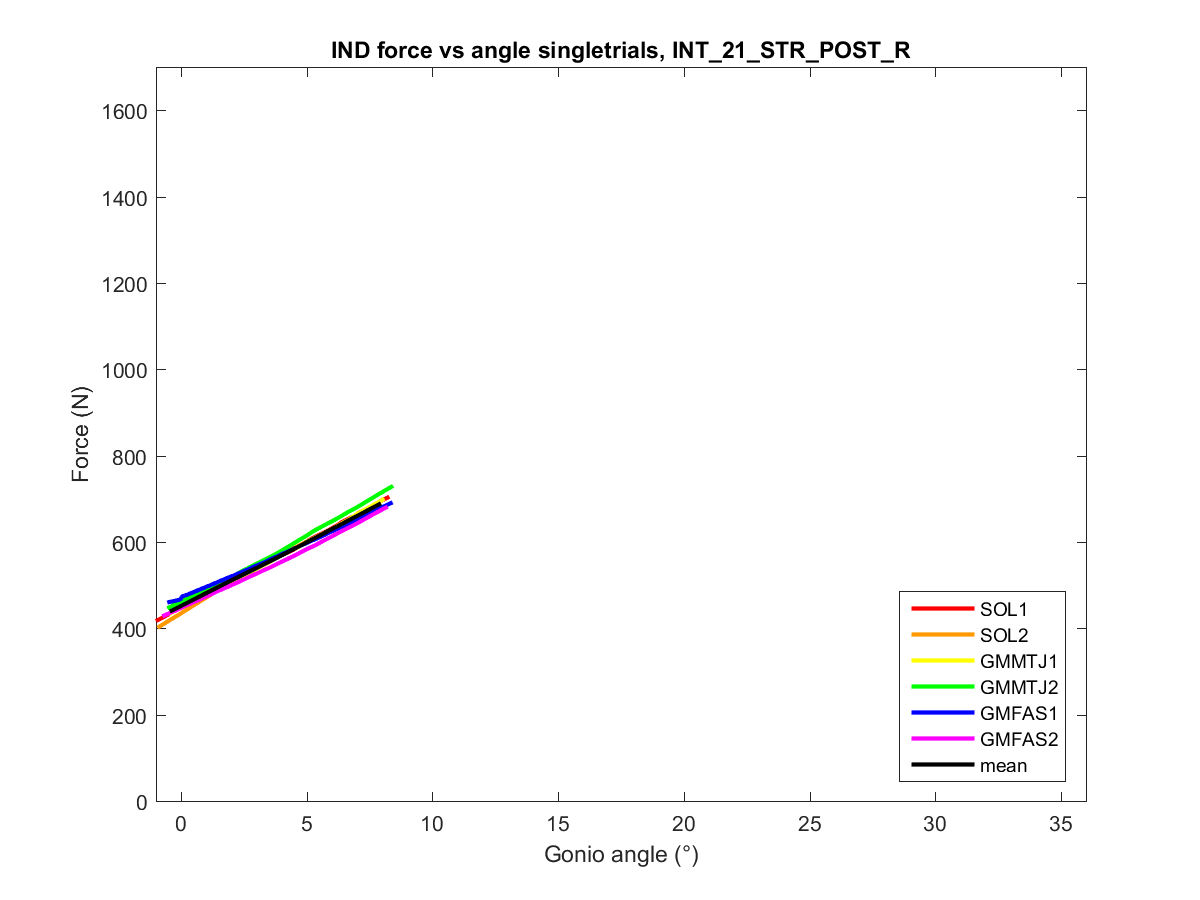 IND force vs angle singletrials, INT_21_STR_POST_R
Force (N)
1600
1400
1200
1000
800
600
400
200
0
0 5 10 15 20 25 30 35
Gonio angle (°)
SOL1
SOL2
GMMTJ1
GMMTJ2
GMFAS1
GMFAS2
mean